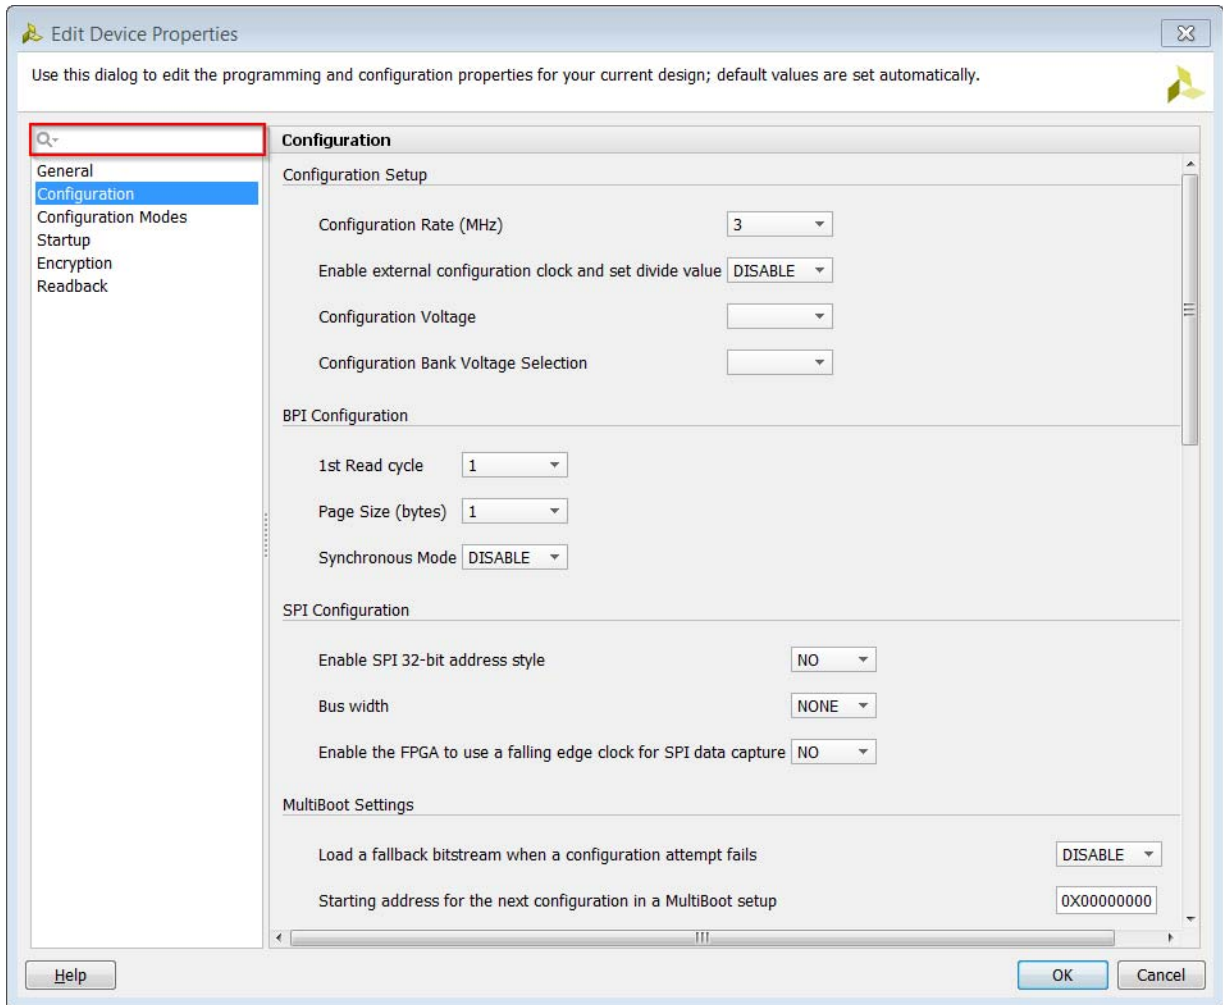 Edit Device Properties
Use this dialog to edit the programming and configuration properties for your current design; default values are set automatically.
General
Configuration
Configuration Modes
Startup
Encryption
Readback
Configuration
Configuration Setup
Configuration Rate (MHz) 3
Enable external configuration clock and set divide value DISABLE
Configuration Voltage
Configuration Bank Voltage Selection
BPI Configuration
1st Read cycle 1
Page Size (bytes) 1
Synchronous Mode DISABLE
SPI Configuration
Enable SPI 32-bit address style NO
Bus width NONE
Enable the FPGA to use a falling edge clock for SPI data capture NO
MultiBoot Settings
Load a fallback bitstream when a configuration attempt fails DISABLE
Starting address for the next configuration in a MultiBoot setup 0X00000000
Help OK Cancel